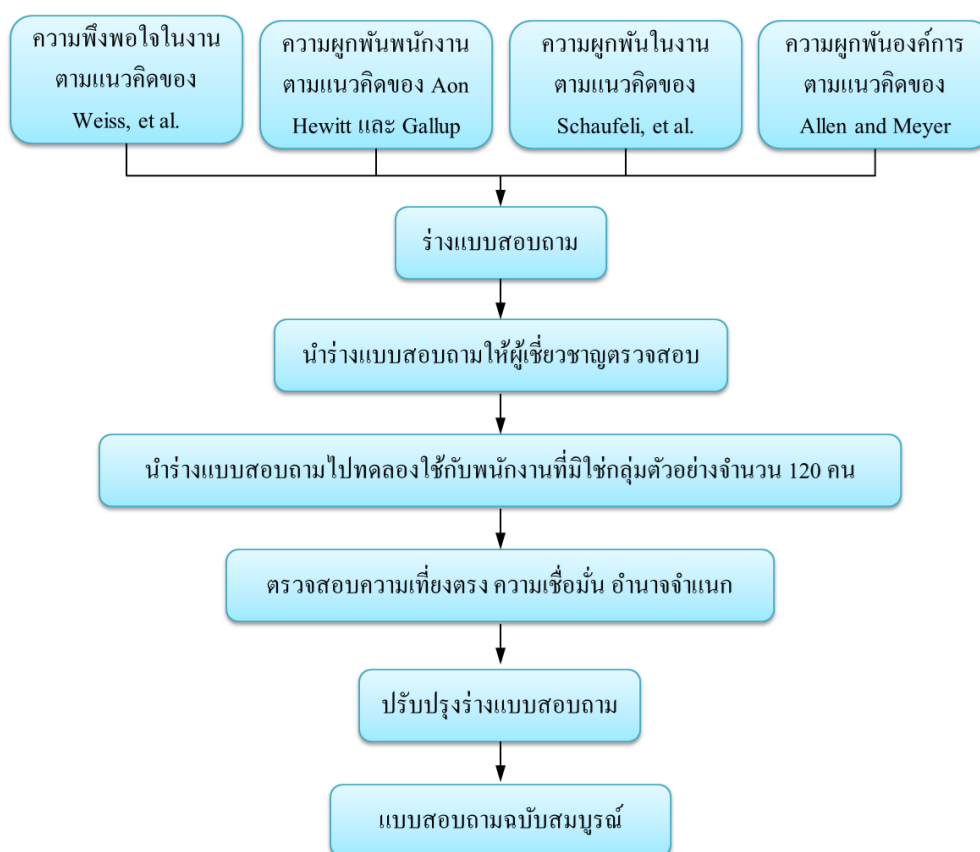 ความพึงพอใจในงาน
ตามแนวคิดของ
Weiss, et al.
ความผูกพันพนักงาน
ตามแนวคิดของ Aon
Hewitt และ Gallup
ความผูกพันในงาน
ตามแนวคิดของ
Schaufeli, et al.
ความผูกพันองค์การ
ตามแนวคิดของ
Allen and Meyer
ร่างแบบสอบถาม
นำร่างแบบสอบถามให้ผู้เชี่ยวชาญตรวจสอบ
นำร่างแบบสอบถามไปทดลองใช้กับพนักงานที่มิใช่กลุ่มตัวอย่างจำนวน 120 คน
ตรวจสอบความเที่ยงตรง ความเชื่อมั่น อำนาจจำแนก
ปรับปรุงร่างแบบสอบถาม
แบบสอบถามฉบับสมบูรณ์